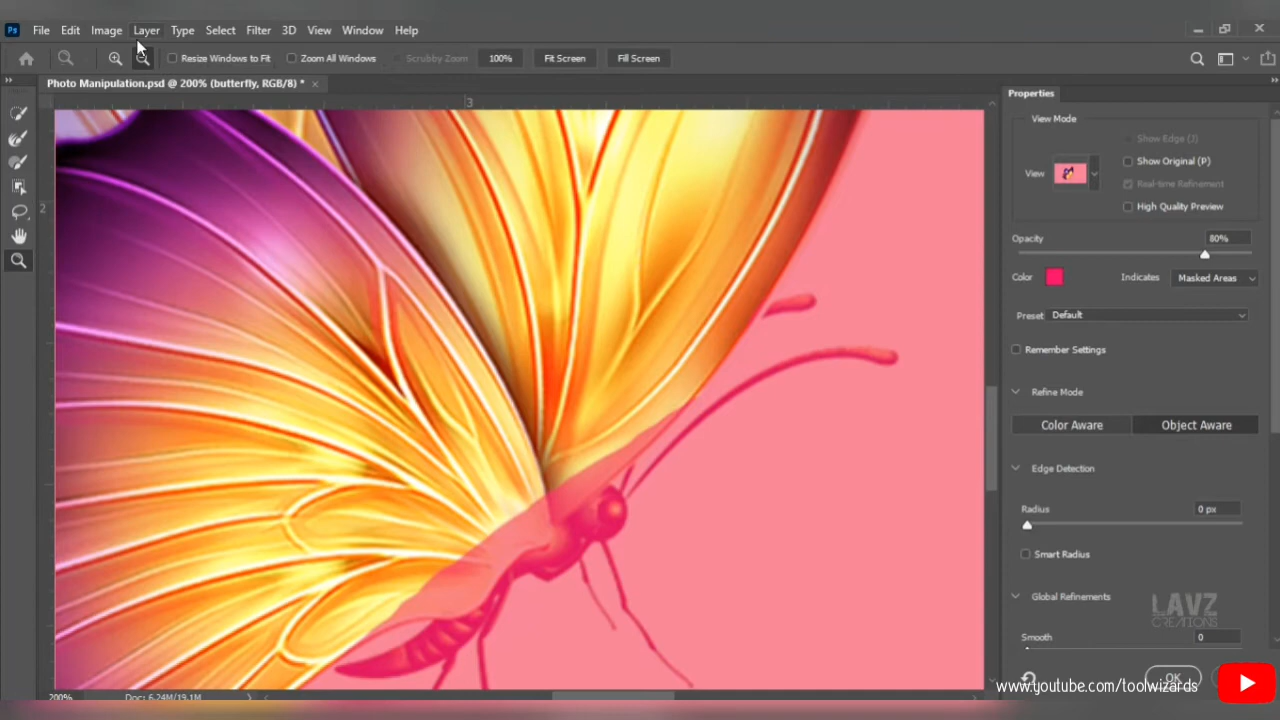 Ps File Edit Image Layer Type Select Filter 3D View Window Help
Resize Windows to Fit Zoom All Windows Scrubby Zoom 100% Fit Screen Fill Screen
Photo Manipulation.psd @ 200% (butterfly, RGB/8) * ×
Properties
3
View Mode
Show Edge (J)
Show Original (P)
View
Real-time Refinement
2
High Quality Preview
Opacity 80%
Color Indicates Masked Areas
Preset Default
Remember Settings
Refine Mode
Color Aware Object Aware
Edge Detection
Radius 0 px
Smart Radius
Global Refinements
LAVZ
CREATIONS
Smooth 0
OK
www.youtube.com/toolwizards
200% Doc: 6.24M/19.1M